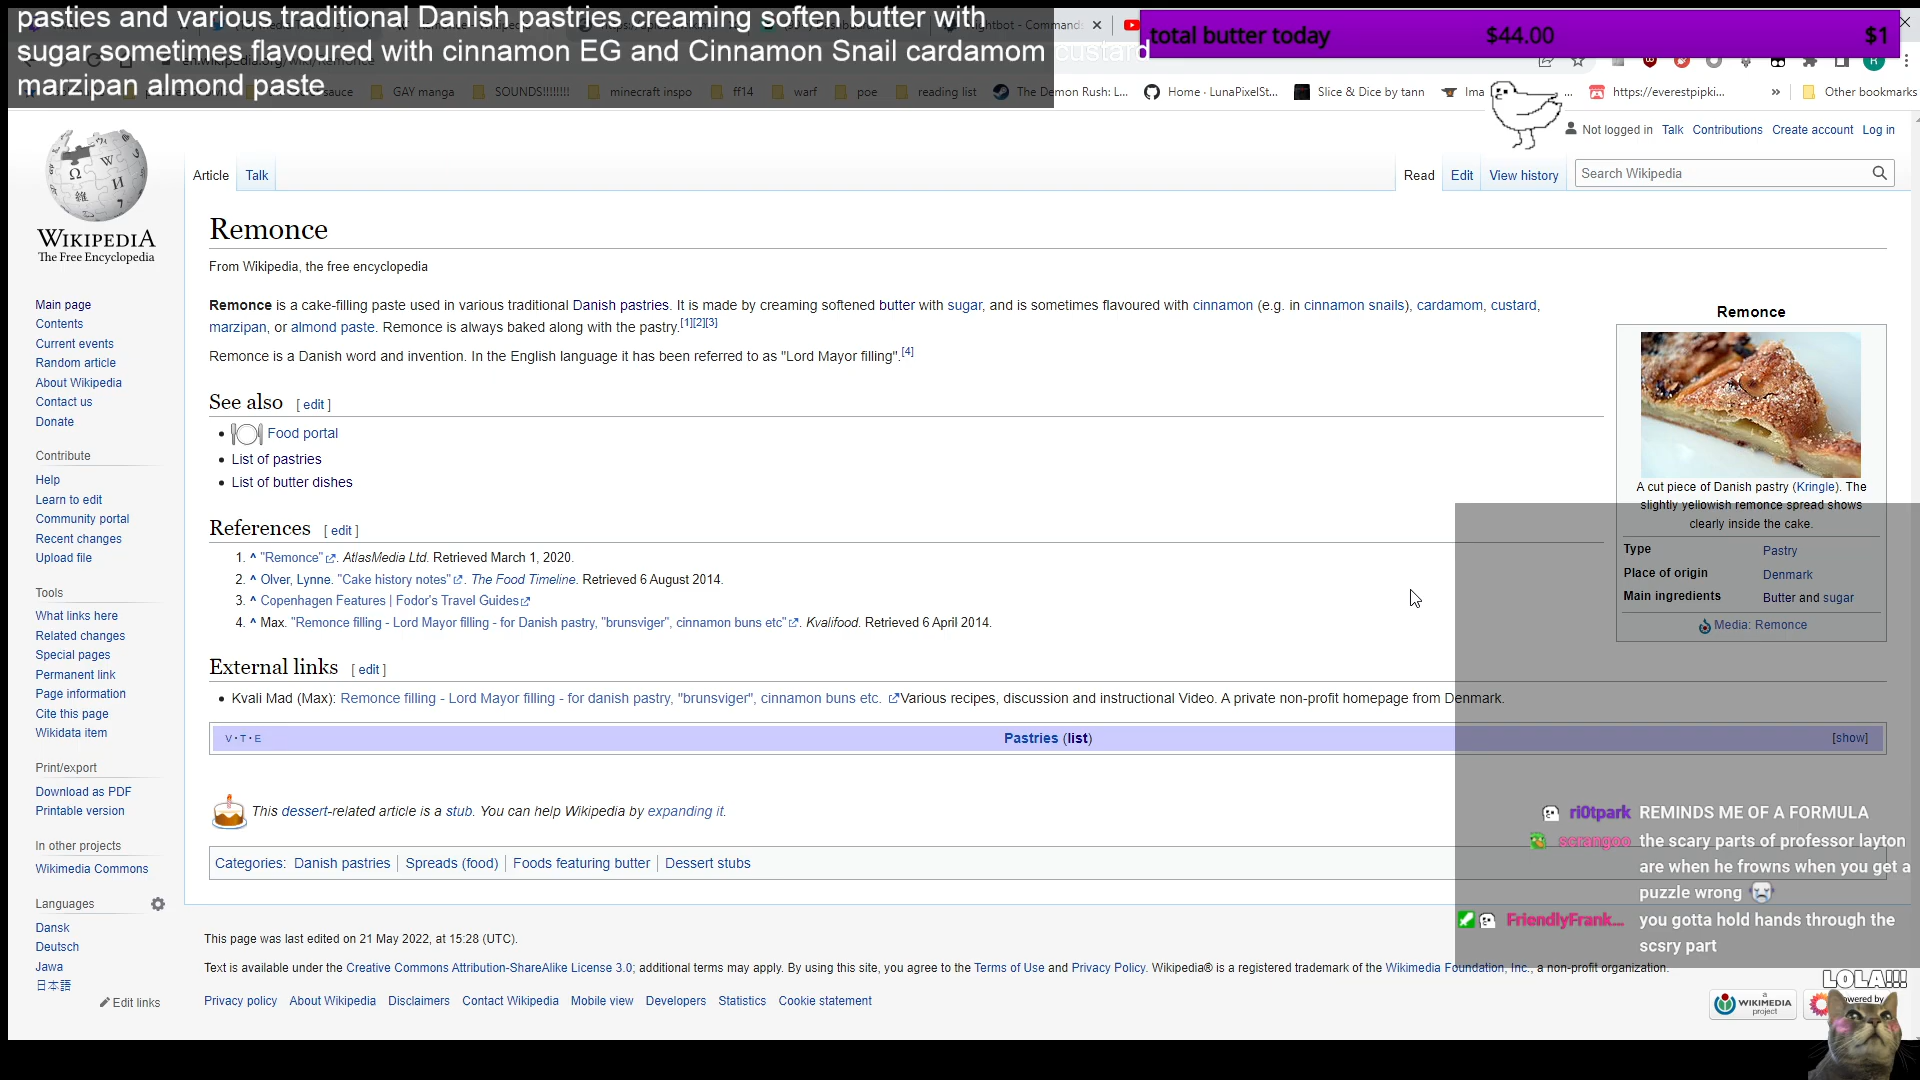 pasties and various traditional Danish pastries creaming soften butter with
sugar sometimes flavoured with cinnamon EG and Cinnamon Snail cardamom custard
marzipan almond paste
total butter today $44.00 $1
sauce
GAY manga
SOUNDS!!!!!!!!
minecraft inspo
ff14
warf
poe
reading list
The Demon Rush: L...
Home · LunaPixelSt...
Slice & Dice by tann
Ima
https://everestpipki...
»
Other bookmarks
Not logged in Talk Contributions Create account Log in
Article Talk
Read Edit View history
Search Wikipedia
WIKIPEDIA
The Free Encyclopedia
Main page
Contents
Current events
Random article
About Wikipedia
Contact us
Donate
Contribute
Help
Learn to edit
Community portal
Recent changes
Upload file
Tools
What links here
Related changes
Special pages
Permanent link
Page information
Cite this page
Wikidata item
Print/export
Download as PDF
Printable version
In other projects
Wikimedia Commons
Languages
Dansk
Deutsch
Jawa
日本語
Edit links
Remonce
From Wikipedia, the free encyclopedia
Remonce is a cake-filling paste used in various traditional Danish pastries. It is made by creaming softened butter with sugar, and is sometimes flavoured with cinnamon (e.g. in cinnamon snails), cardamom, custard,
marzipan, or almond paste. Remonce is always baked along with the pastry.[1][2][3]
Remonce is a Danish word and invention. In the English language it has been referred to as "Lord Mayor filling".[4]
See also [ edit ]
• Food portal
• List of pastries
• List of butter dishes
References [ edit ]
1. ^ "Remonce". AtlasMedia Ltd. Retrieved March 1, 2020.
2. ^ Olver, Lynne. "Cake history notes". The Food Timeline. Retrieved 6 August 2014.
3. ^ Copenhagen Features | Fodor's Travel Guides
4. ^ Max. "Remonce filling - Lord Mayor filling - for Danish pastry, "brunsviger", cinnamon buns etc". Kvalifood. Retrieved 6 April 2014.
External links [ edit ]
• Kvali Mad (Max): Remonce filling - Lord Mayor filling - for danish pastry, "brunsviger", cinnamon buns etc. Various recipes, discussion and instructional Video. A private non-profit homepage from Denmark.
V · T · E Pastries (list) [show]
This dessert-related article is a stub. You can help Wikipedia by expanding it.
Categories: Danish pastries | Spreads (food) | Foods featuring butter | Dessert stubs
Remonce
A cut piece of Danish pastry (Kringle). The
slightly yellowish remonce spread shows
clearly inside the cake.
Type Pastry
Place of origin Denmark
Main ingredients Butter and sugar
Media: Remonce
ri0tpark REMINDS ME OF A FORMULA
scrangoo the scary parts of professor layton
are when he frowns when you get a
puzzle wrong
FriendlyFrank... you gotta hold hands through the
scsry part
This page was last edited on 21 May 2022, at 15:28 (UTC).
Text is available under the Creative Commons Attribution-ShareAlike License 3.0; additional terms may apply. By using this site, you agree to the Terms of Use and Privacy Policy. Wikipedia® is a registered trademark of the Wikimedia Foundation, Inc., a non-profit organization.
Privacy policy About Wikipedia Disclaimers Contact Wikipedia Mobile view Developers Statistics Cookie statement
A WIKIMEDIA project
LOLA!!!
powered by